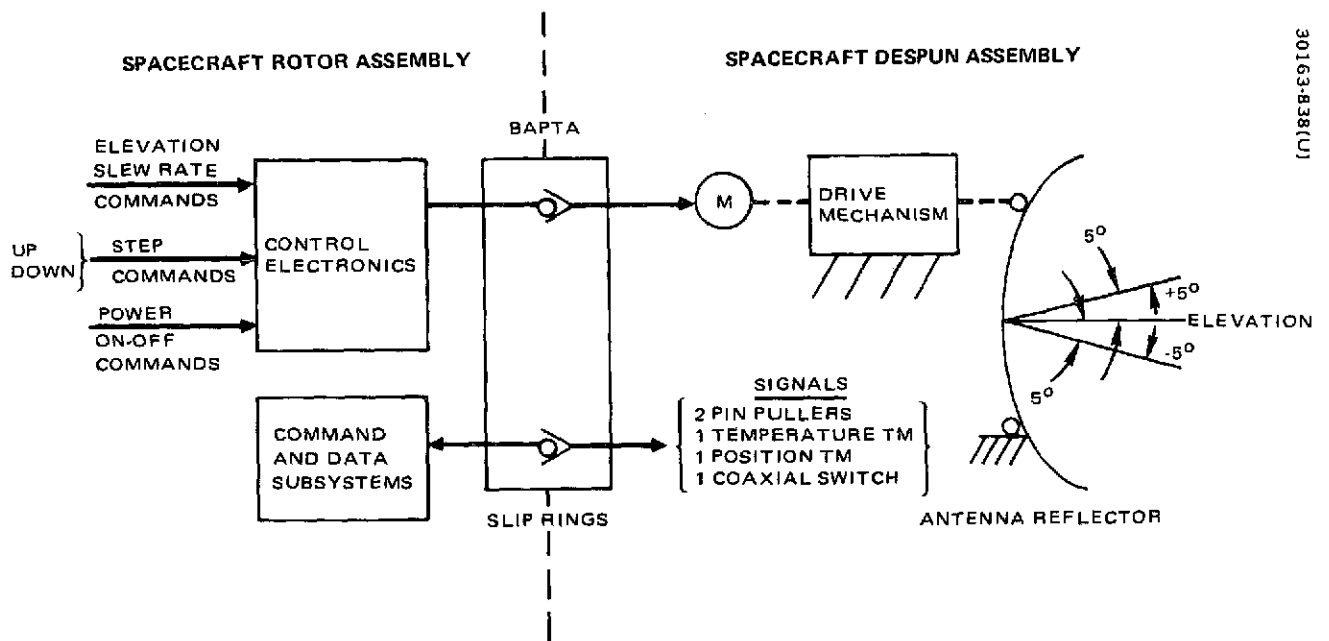 SPACECRAFT ROTOR ASSEMBLY
SPACECRAFT DESPUN ASSEMBLY
30163-838(U)
BAPTA
ELEVATION
SLEW RATE
COMMANDS
UP
DOWN
STEP
COMMANDS
POWER
ON-OFF
COMMANDS
CONTROL
ELECTRONICS
M
DRIVE
MECHANISM
5°
+5°
ELEVATION
-5°
5°
COMMAND
AND DATA
SUBSYSTEMS
SIGNALS
2 PIN PULLERS
1 TEMPERATURE TM
1 POSITION TM
1 COAXIAL SWITCH
SLIP RINGS
ANTENNA REFLECTOR